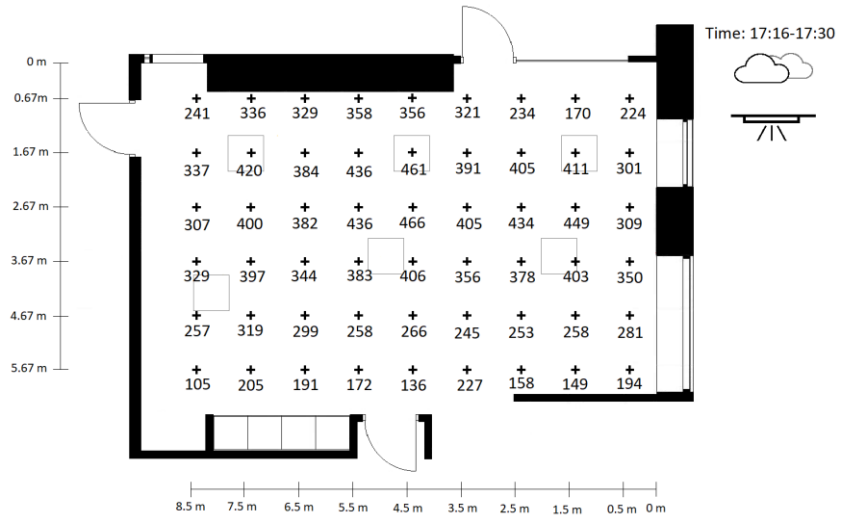 Time: 17:16-17:30
0 m
0.67m
241 336 329 358 356 321 234 170 224
1.67 m
337 420 384 436 461 391 405 411 301
2.67 m
307 400 382 436 466 405 434 449 309
3.67 m
329 397 344 383 406 356 378 403 350
4.67 m
257 319 299 258 266 245 253 258 281
5.67 m
105 205 191 172 136 227 158 149 194
8.5 m 7.5 m 6.5 m 5.5 m 4.5 m 3.5 m 2.5 m 1.5 m 0.5 m 0 m